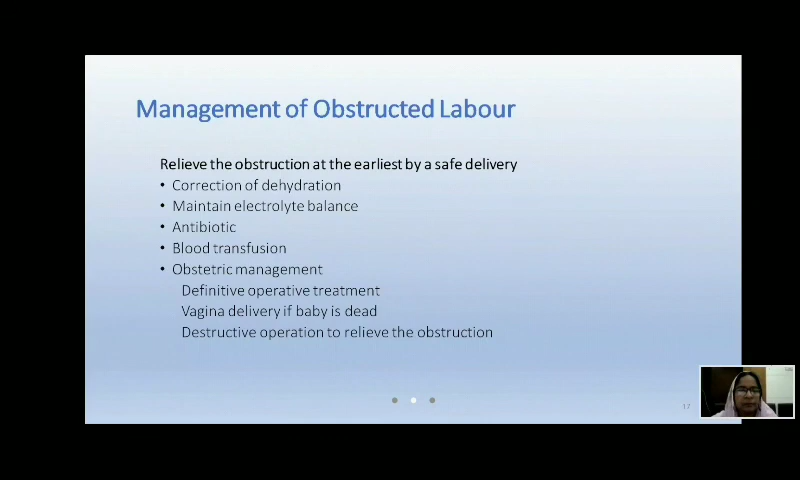 Management of Obstructed Labour
Relieve the obstruction at the earliest by a safe delivery
• Correction of dehydration
• Maintain electrolyte balance
• Antibiotic
• Blood transfusion
• Obstetric management
Definitive operative treatment
Vagina delivery if baby is dead
Destructive operation to relieve the obstruction
17